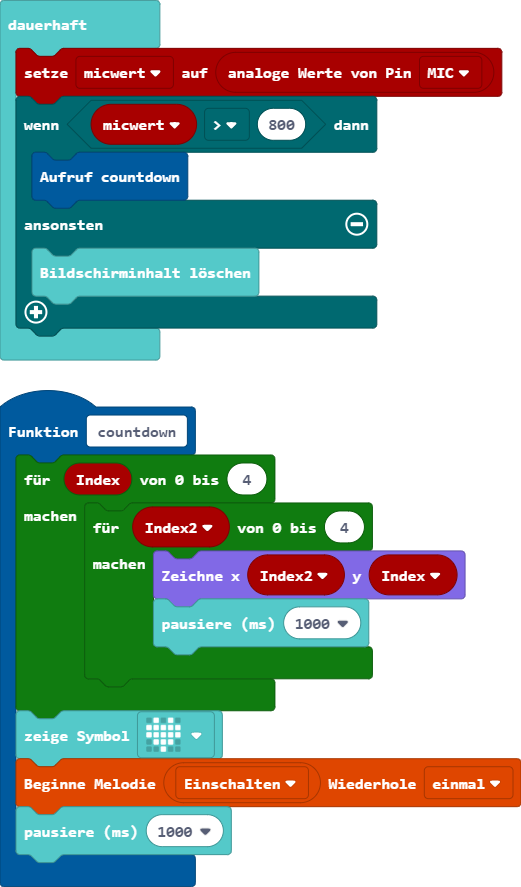 dauerhaft
setze micwert auf analoge Werte von Pin MIC
wenn micwert > 800 dann
Aufruf countdown
ansonsten
Bildschirminhalt löschen
Funktion countdown
für Index von 0 bis 4
machen
für Index2 von 0 bis 4
machen
Zeichne x Index2 y Index
pausiere (ms) 1000
zeige Symbol
Beginne Melodie Einschalten Wiederhole einmal
pausiere (ms) 1000